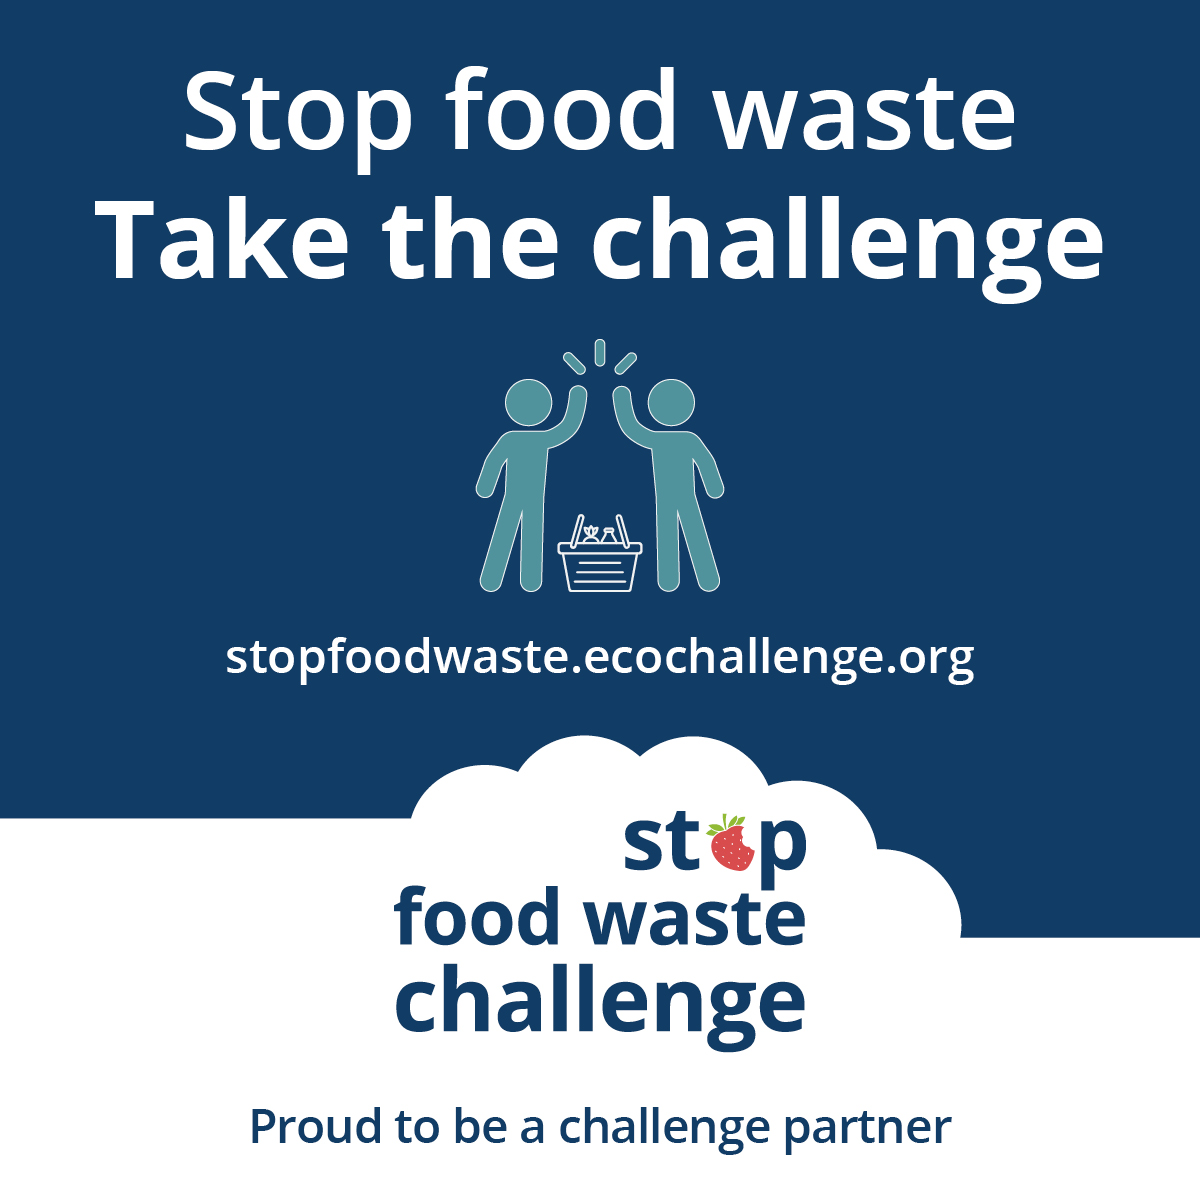 Stop food waste
Take the challenge
stopfoodwaste.ecochallenge.org
stop
food waste
challenge
Proud to be a challenge partner